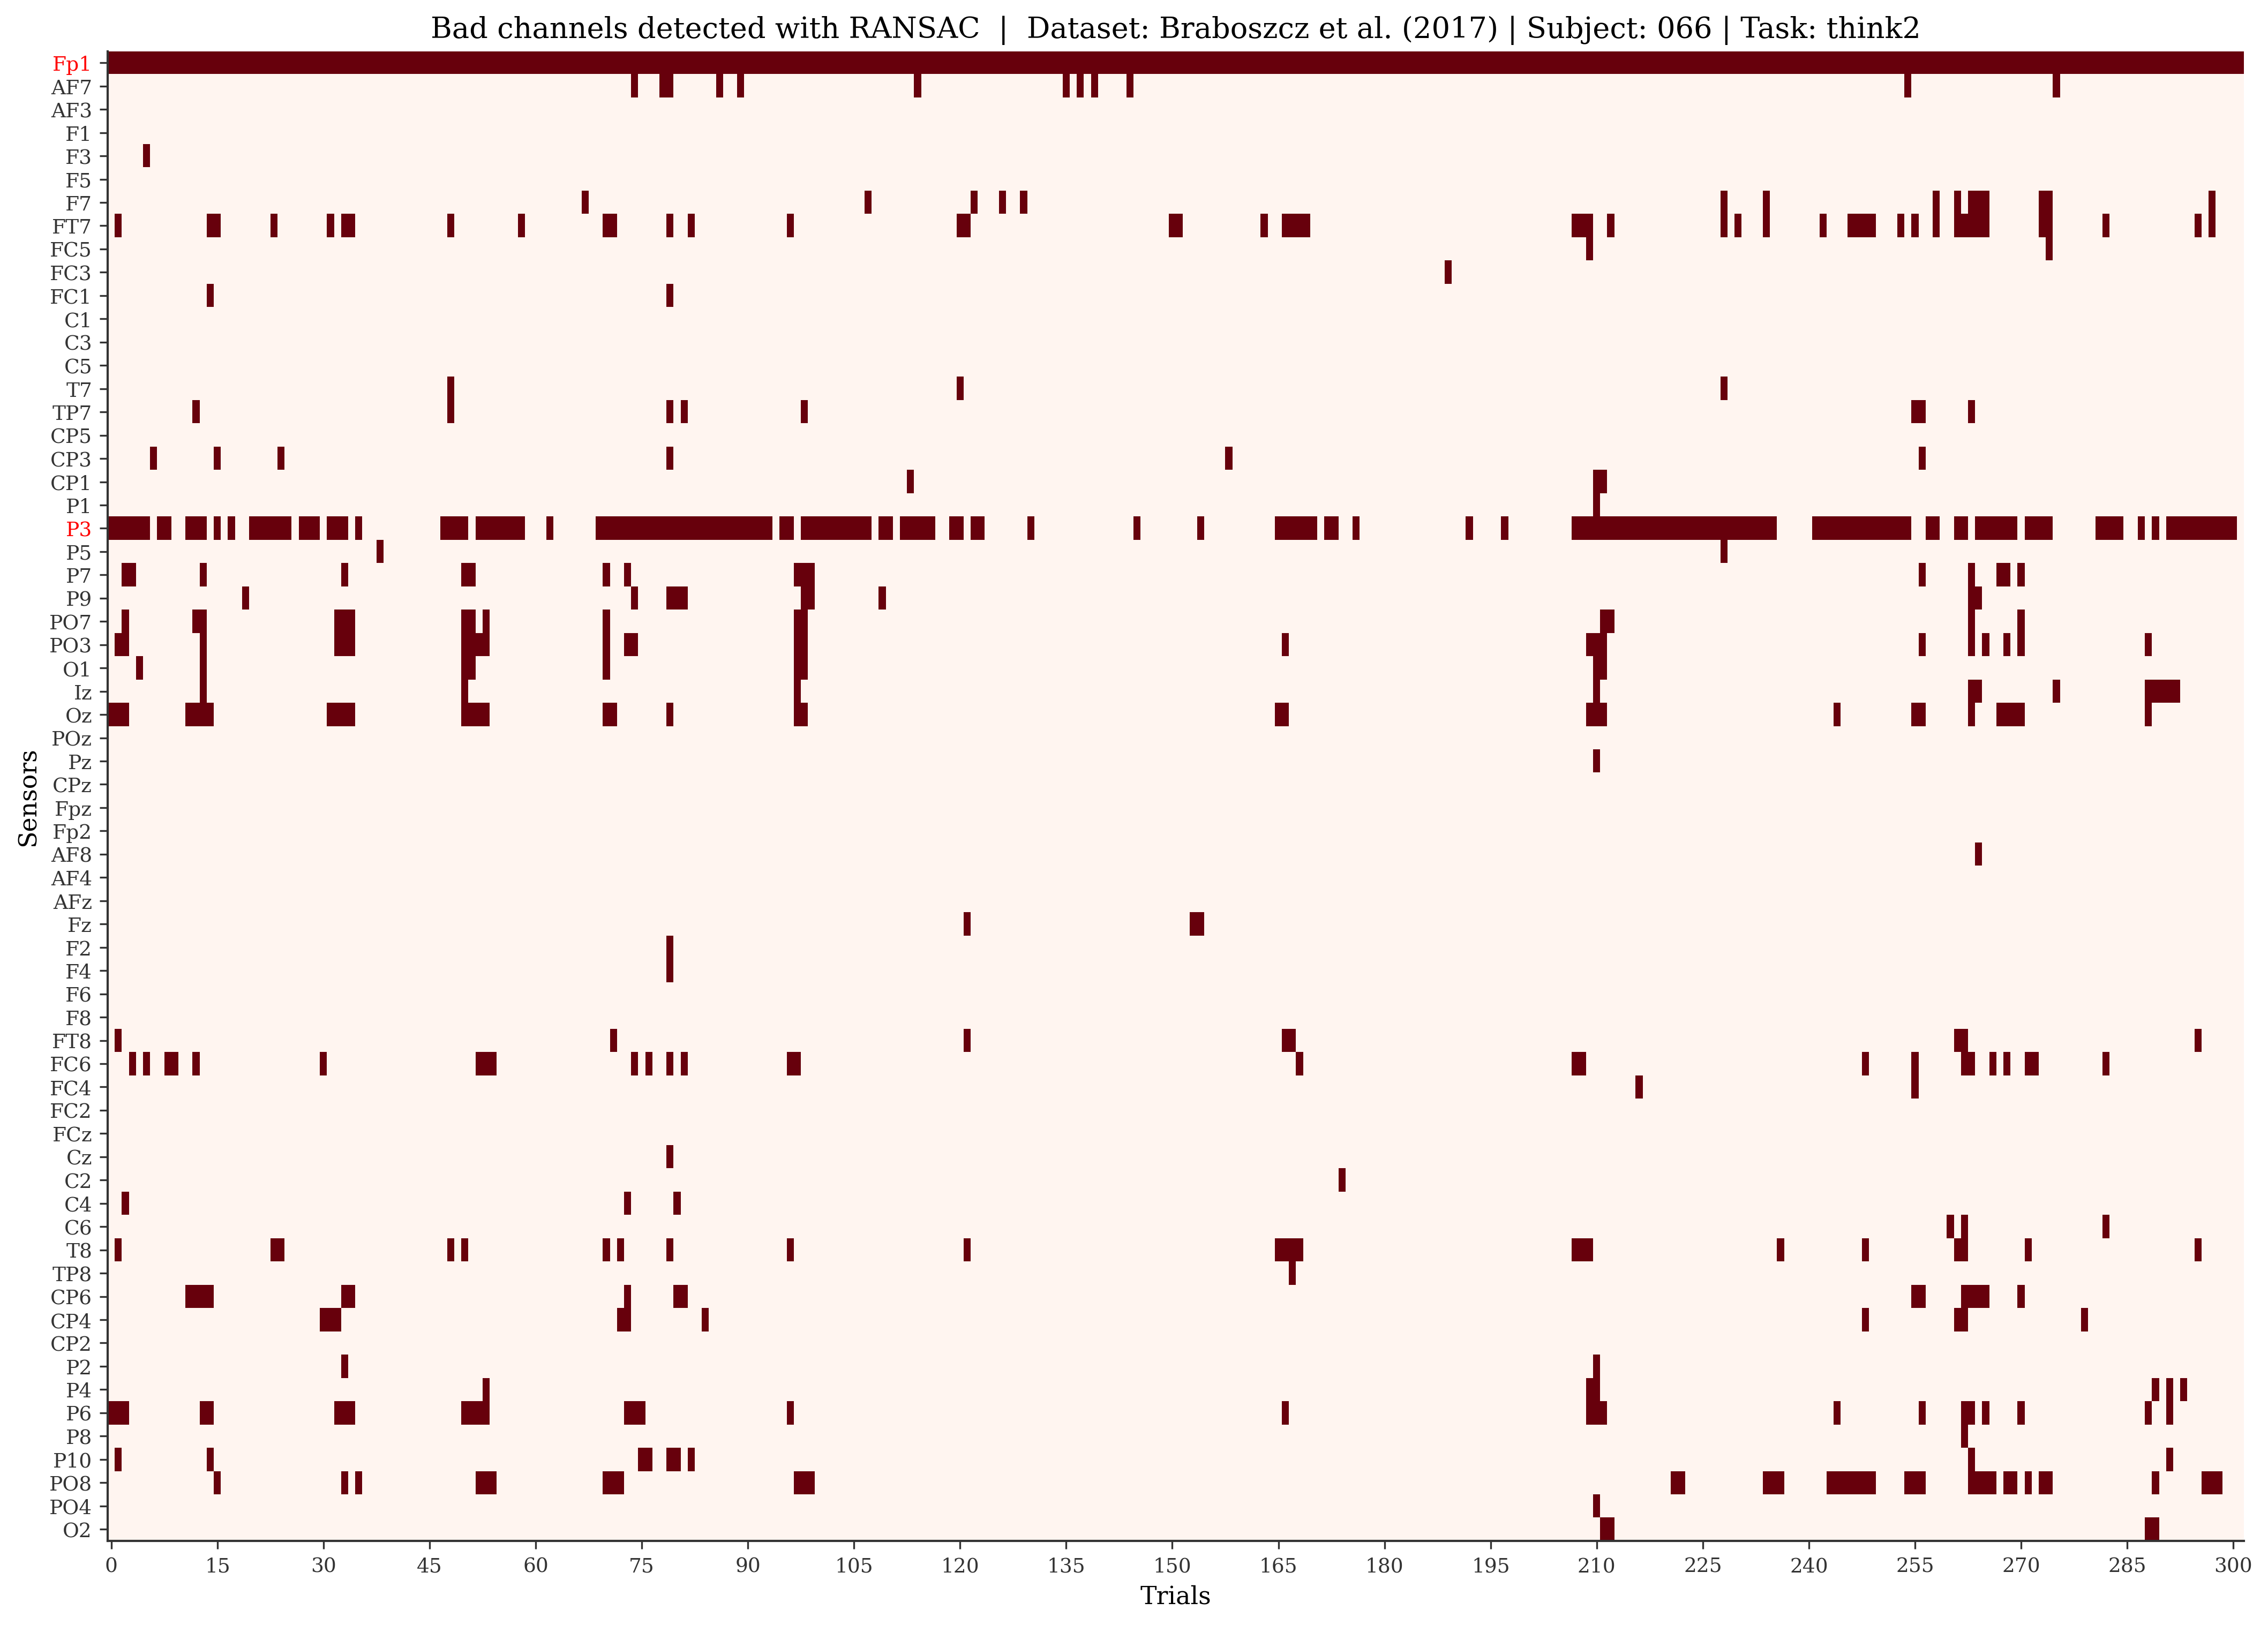 Bad channels detected with RANSAC | Dataset: Braboszcz et al. (2017) | Subject: 066 | Task: think2
Fp1
AF7
AF3
F1
F3
F5
F7
FT7
FC5
FC3
FC1
C1
C3
C5
T7
TP7
CP5
CP3
CP1
P1
P3
P5
P7
P9
PO7
PO3
O1
Iz
Oz
POz
Pz
CPz
Fpz
Fp2
AF8
AF4
AFz
Fz
F2
F4
F6
F8
FT8
FC6
FC4
FC2
FCz
Cz
C2
C4
C6
T8
TP8
CP6
CP4
CP2
P2
P4
P6
P8
P10
PO8
PO4
O2
Sensors
0 15 30 45 60 75 90 105 120 135 150 165 180 195 210 225 240 255 270 285 300
Trials